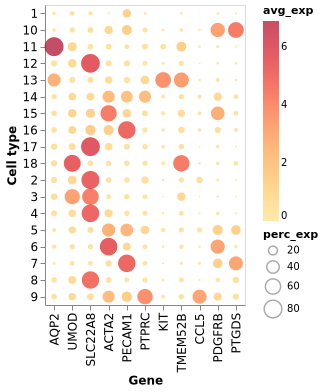 1
10
11
12
13
14
15
16
17
18
2
3
4
5
6
7
8
9
Cell type
AQP2
UMOD
SLC22A8
ACTA2
PECAM1
PTPRC
KIT
TMEM52B
CCL5
PDGFRB
PTGDS
Gene
avg_exp
6
4
2
0
perc_exp
20
40
60
80